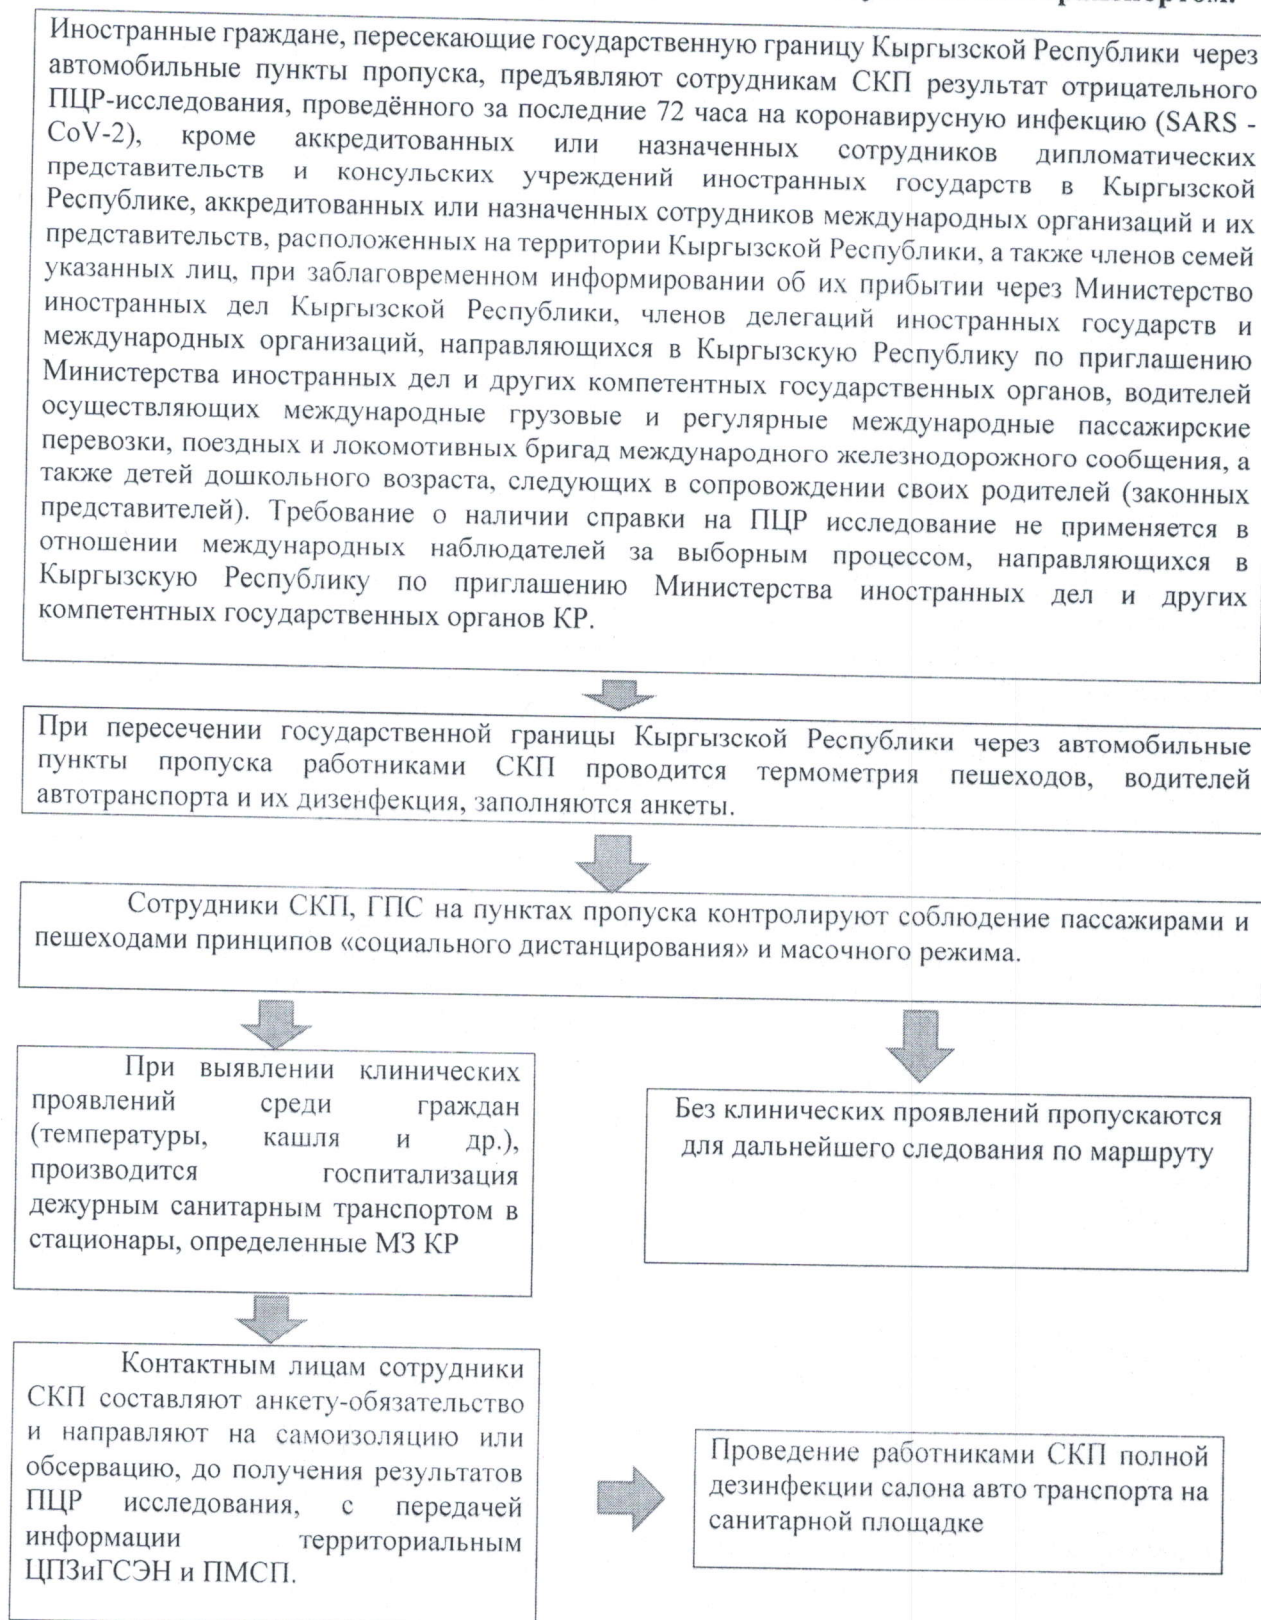 Иностранные граждане, пересекающие государственную границу Кыргызской Республики через
автомобильные пункты пропуска, предъявляют сотрудникам СКП результат отрицательного
ПЦР-исследования, проведённого за последние 72 часа на коронавирусную инфекцию (SARS -
CoV-2), кроме аккредитованных или назначенных сотрудников дипломатических
представительств и консульских учреждений иностранных государств в Кыргызской
Республике, аккредитованных или назначенных сотрудников международных организаций и их
представительств, расположенных на территории Кыргызской Республики, а также членов семей
указанных лиц, при заблаговременном информировании об их прибытии через Министерство
иностранных дел Кыргызской Республики, членов делегаций иностранных государств и
международных организаций, направляющихся в Кыргызскую Республику по приглашению
Министерства иностранных дел и других компетентных государственных органов, водителей
осуществляющих международные грузовые и регулярные международные пассажирские
перевозки, поездных и локомотивных бригад международного железнодорожного сообщения, а
также детей дошкольного возраста, следующих в сопровождении своих родителей (законных
представителей). Требование о наличии справки на ПЦР исследование не применяется в
отношении международных наблюдателей за выборным процессом, направляющихся в
Кыргызскую Республику по приглашению Министерства иностранных дел и других
компетентных государственных органов КР.
При пересечении государственной границы Кыргызской Республики через автомобильные
пункты пропуска работниками СКП проводится термометрия пешеходов, водителей
автотранспорта и их дизенфекция, заполняются анкеты.
Сотрудники СКП, ГПС на пунктах пропуска контролируют соблюдение пассажирами и
пешеходами принципов «социального дистанцирования» и масочного режима.
При выявлении клинических
проявлений среди граждан
(температуры, кашля и др.),
производится госпитализация
дежурным санитарным транспортом в
стационары, определенные МЗ КР
Без клинических проявлений пропускаются
для дальнейшего следования по маршруту
Контактным лицам сотрудники
СКП составляют анкету-обязательство
и направляют на самоизоляцию или
обсервацию, до получения результатов
ПЦР исследования, с передачей
информации территориальным
ЦПЗиГСЭН и ПМСП.
Проведение работниками СКП полной
дезинфекции салона авто транспорта на
санитарной площадке